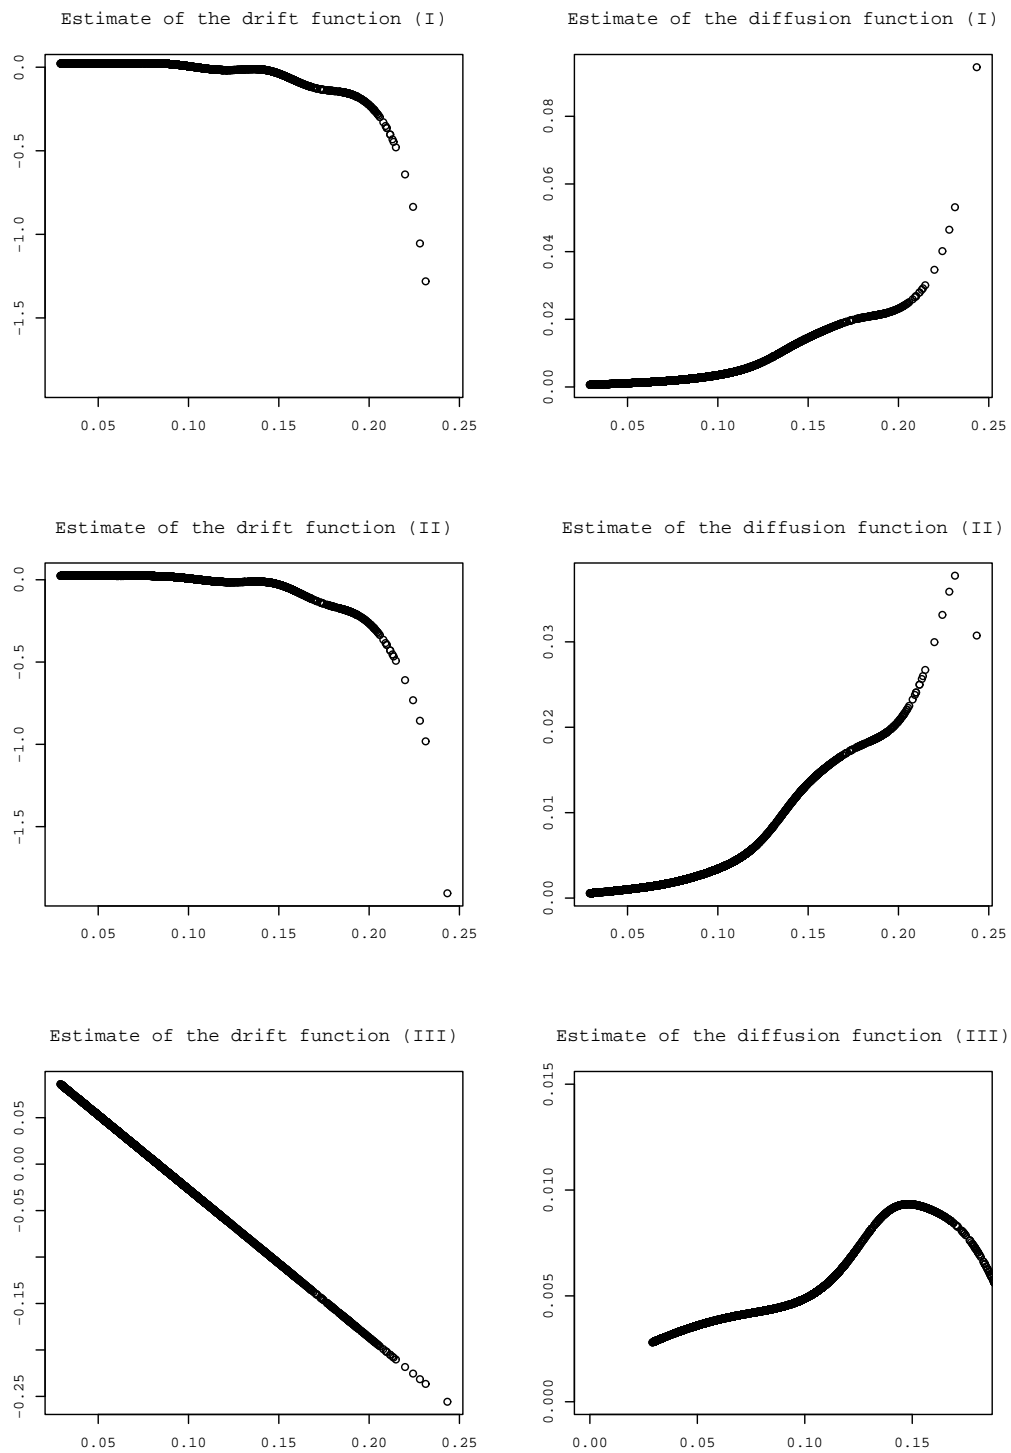 Estimate of the drift function (I)
Estimate of the diffusion function (I)
0.0
-0.5
-1.0
-1.5
0.05 0.10 0.15 0.20 0.25
0.08
0.06
0.04
0.02
0.00
0.05 0.10 0.15 0.20 0.25
Estimate of the drift function (II)
Estimate of the diffusion function (II)
0.0
-0.5
-1.0
-1.5
0.05 0.10 0.15 0.20 0.25
0.03
0.02
0.01
0.00
0.05 0.10 0.15 0.20 0.25
Estimate of the drift function (III)
Estimate of the diffusion function (III)
0.05
0.00
-0.05
-0.15
-0.25
0.05 0.10 0.15 0.20 0.25
0.015
0.010
0.005
0.000
0.00 0.05 0.10 0.15